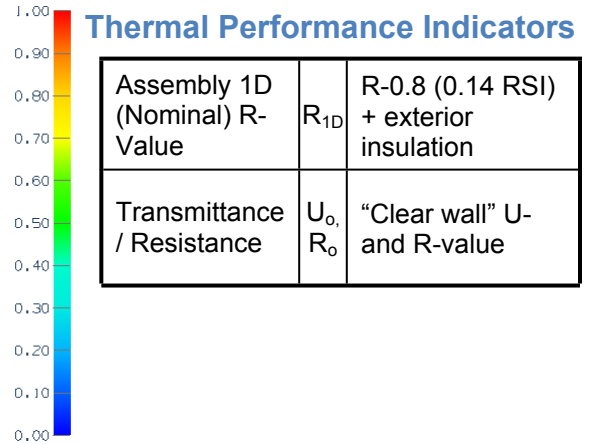 Thermal Performance Indicators
1.00
0.90
0.80
0.70
0.60
0.50
0.40
0.30
0.20
0.10
0.00
Assembly 1D
(Nominal) R-
Value
R1D
R-0.8 (0.14 RSI)
+ exterior
insulation
Transmittance
/ Resistance
Uo,
Ro
“Clear wall” U-
and R-value